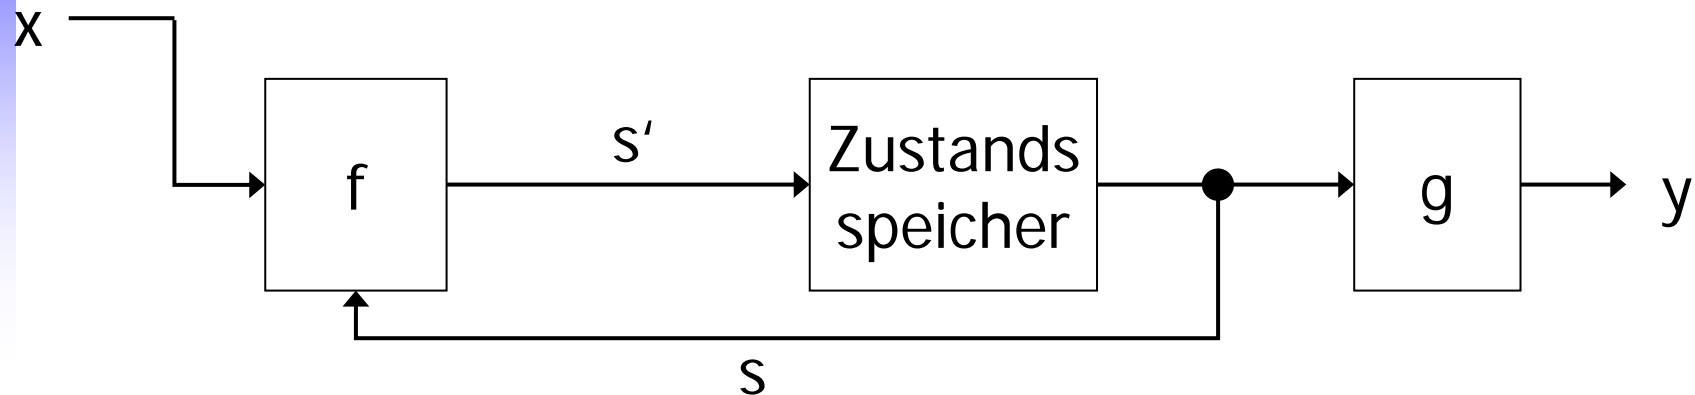 x
f
s‘
Zustands
speicher
g
y
s